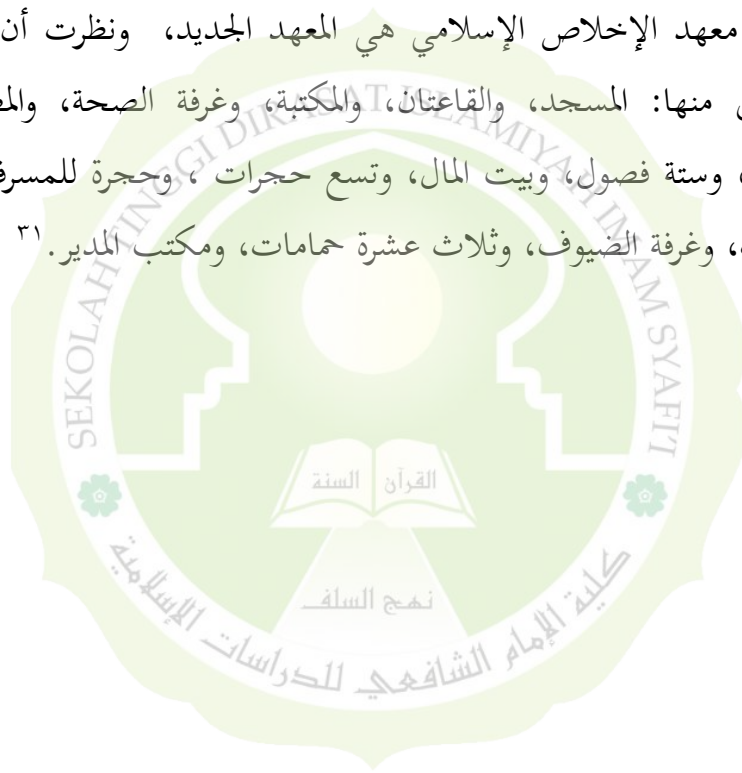 معهد الإخلاص الإسلامي هي المعهد الجديد، ونظرت أن
منها: المسجد، والقاعتان، والمكتبة، وغرفة الصحة،
، وستة فصول، وبيت المال، وتسع حجرات ، وحجرة
، وغرفة الضيوف، وثلاث عشرة حمامات، ومكتب المدير.٣١
SEKOLAH TINGGI DIRASAT ISLAMIYAH IMAM SYAFI'I
القرآن السنة
نهج السلف
كلية الإمام الشافعي للدراسات الإسلامية